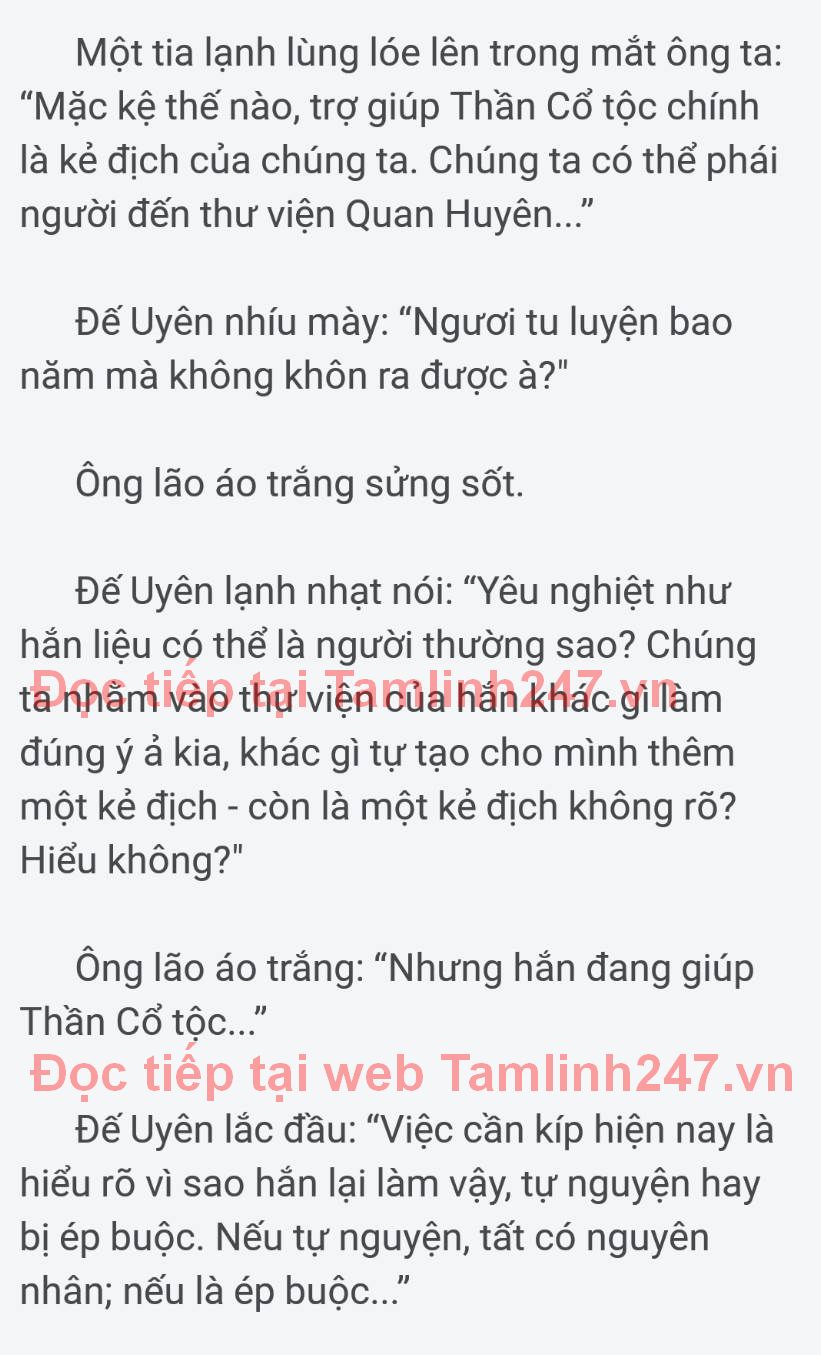 Một tia lạnh lùng lóe lên trong mắt ông ta:
“Mặc kệ thế nào, trợ giúp Thần Cổ tộc chính
là kẻ địch của chúng ta. Chúng ta có thể phái
người đến thư viện Quan Huyên...”
Đế Uyên nhíu mày: “Ngươi tu luyện bao
năm mà không khôn ra được à?"
Ông lão áo trắng sửng sốt.
Đế Uyên lạnh nhạt nói: “Yêu nghiệt như
hắn liệu có thể là người thường sao? Chúng
ta nhằm vào thư viện của hắn khác gì làm
Đọc tiếp tại Tamlinh247.vn
đúng ý ả kia, khác gì tự tạo cho mình thêm
một kẻ địch - còn là một kẻ địch không rõ?
Hiểu không?"
Ông lão áo trắng: “Nhưng hắn đang giúp
Thần Cổ tộc...”
Đọc tiếp tại web Tamlinh247.vn
Đế Uyên lắc đầu: “Việc cần kíp hiện nay là
hiểu rõ vì sao hắn lại làm vậy, tự nguyện hay
bị ép buộc. Nếu tự nguyện, tất có nguyên
nhân; nếu là ép buộc...”